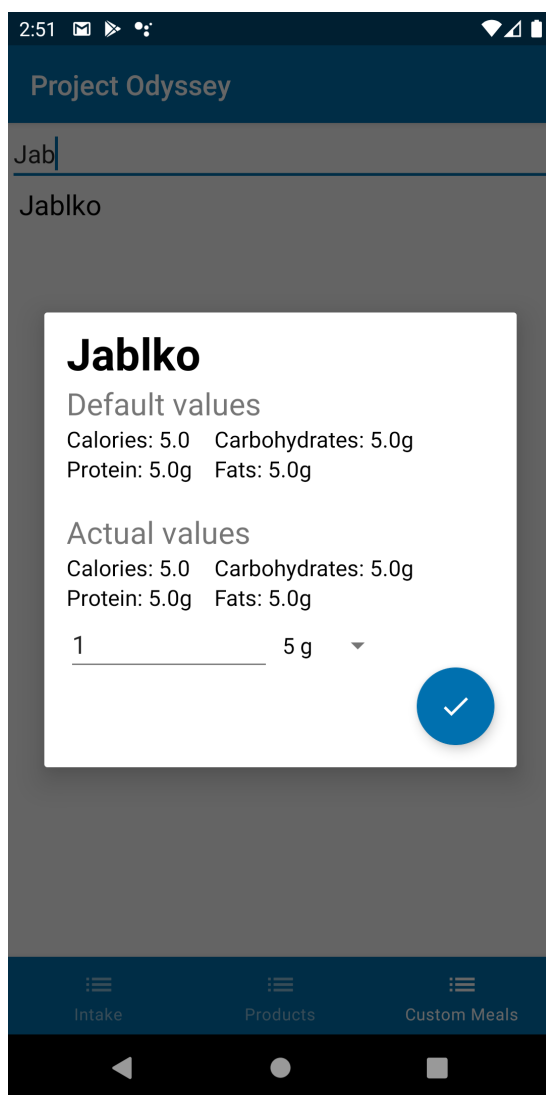 2:51
Project Odyssey
Jab
Jablko
Jablko
Default values
Calories: 5.0 Carbohydrates: 5.0g
Protein: 5.0g Fats: 5.0g
Actual values
Calories: 5.0 Carbohydrates: 5.0g
Protein: 5.0g Fats: 5.0g
1 5 g
Intake Products Custom Meals